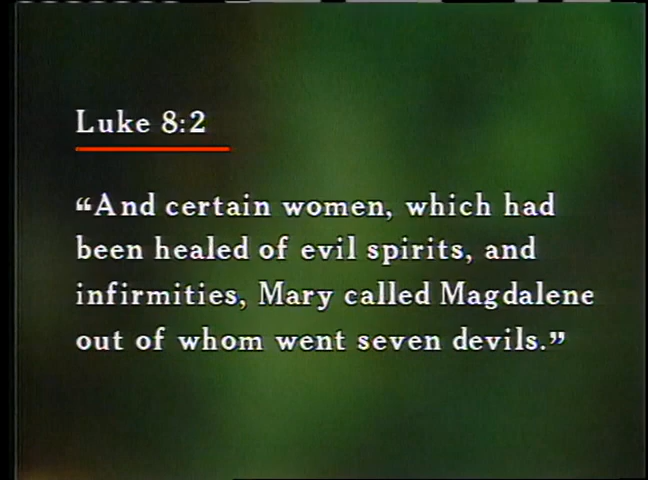 Luke 8:2
“And certain women, which had
been healed of evil spirits, and
infirmities, Mary called Magdalene
out of whom went seven devils.”